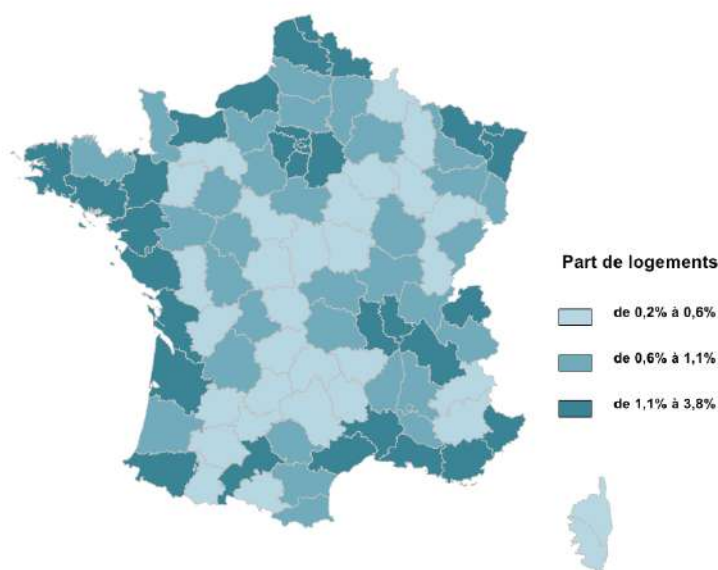 Part de logements
de 0,2% à 0,6%
de 0,6% à 1,1%
de 1,1% à 3,8%